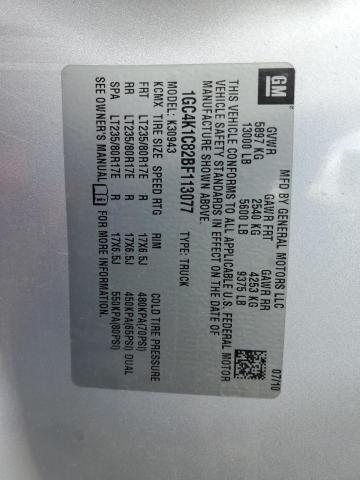 GM
MFD BY GENERAL MOTORS LLC
07/10
GVWR GAWR FRT GAWR RR
5897 KG 2540 KG 4253 KG
13000 LB 5600 LB 9375 LB
THIS VEHICLE CONFORMS TO ALL APPLICABLE U.S. FEDERAL MOTOR
VEHICLE SAFETY STANDARDS IN EFFECT ON THE DATE OF
MANUFACTURE SHOWN ABOVE.
1GC4K1C82BF113077 TYPE: TRUCK
MODEL: K30943
KCMX TIRE SIZE SPEED RTG RIM COLD TIRE PRESSURE
FRT LT235/80R17E R 17X6.5J 480KPA(70PSI)
RR LT235/80R17E R 17X6.5J 450KPA(65PSI) DUAL
SPA LT235/80R17E R 17X6.5J 550KPA(80PSI)
SEE OWNER'S MANUAL FOR MORE INFORMATION.